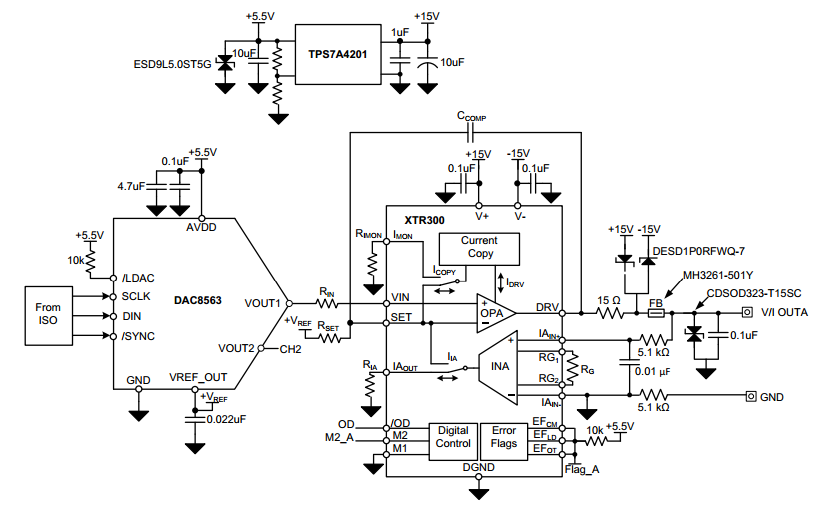 +5.5V
+15V
1uF
10uF
TPS7A4201
ESD9L5.0ST5G
10uF
CCOMP
+5.5V
0.1uF
4.7uF
+15V
-15V
0.1uF
0.1uF
AVDD
XTR300
V+
V-
+5.5V
10k
RIMON
IMON
Current
Copy
+15V -15V
DESD1P0RFWQ-7
/LDAC
ICOPY
IDRV
MH3261-501Y
CDSOD323-T15SC
From
ISO
SCLK
DIN
/SYNC
DAC8563
VOUT1
RIN
VIN
+
OPA
-
DRV
15 Ω
FB
V/I OUTA
+VREF
RSET
SET
VOUT2
CH2
IAIN+
5.1 kΩ
0.1uF
RIA
IAOUT
IIA
+
INA
-
RG1
RG2
RG
0.01 µF
GND
VREF_OUT
+VREF
0.022uF
IAIN-
5.1 kΩ
GND
OD
/OD
M2_A
M2
M1
Digital
Control
Error
Flags
EFCM
EFLD
EFOT
10k
+5.5V
Flag_A
DGND